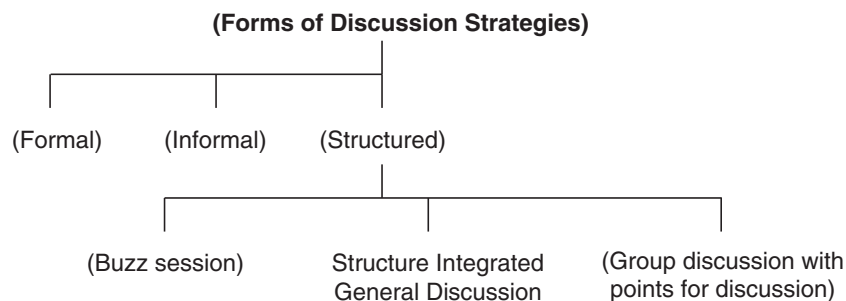 (Forms of Discussion Strategies)
(Formal) (Informal) (Structured)
(Buzz session)
Structure Integrated
General Discussion
(Group discussion with
points for discussion)